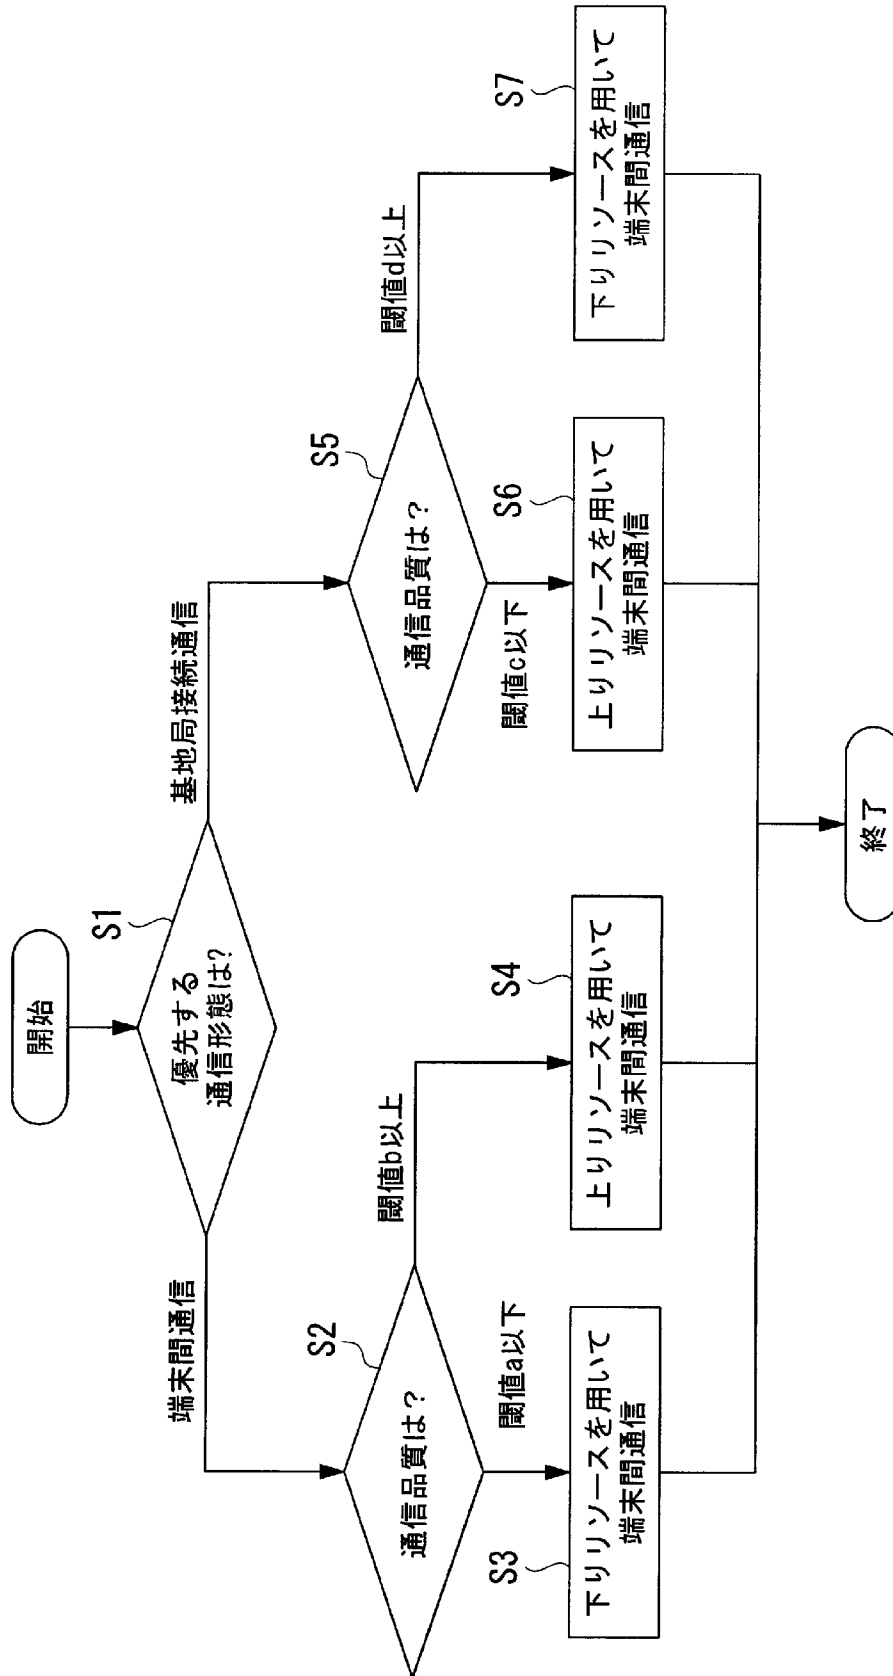 開始
S1
優先する
通信形態は?
端末間通信
基地局接続通信
S2
通信品質は?
閾値a以下
閾値b以上
S3
下りリソースを用いて
端末間通信
S4
上りリソースを用いて
端末間通信
S5
通信品質は?
閾値c以下
閾値d以上
S6
上りリソースを用いて
端末間通信
S7
下りリソースを用いて
端末間通信
終了